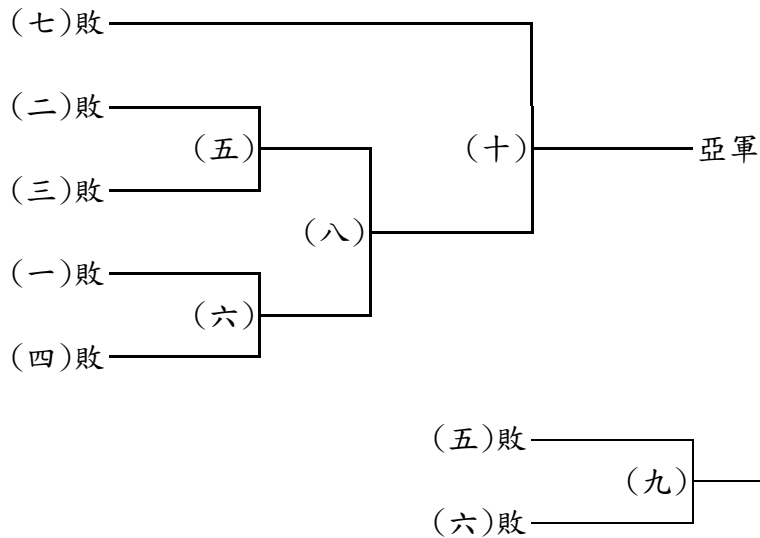 (七)敗
(二)敗
(五)
(十)
亞軍
(三)敗
(八)
(一)敗
(六)
(四)敗
(五)敗
(九)
(六)敗